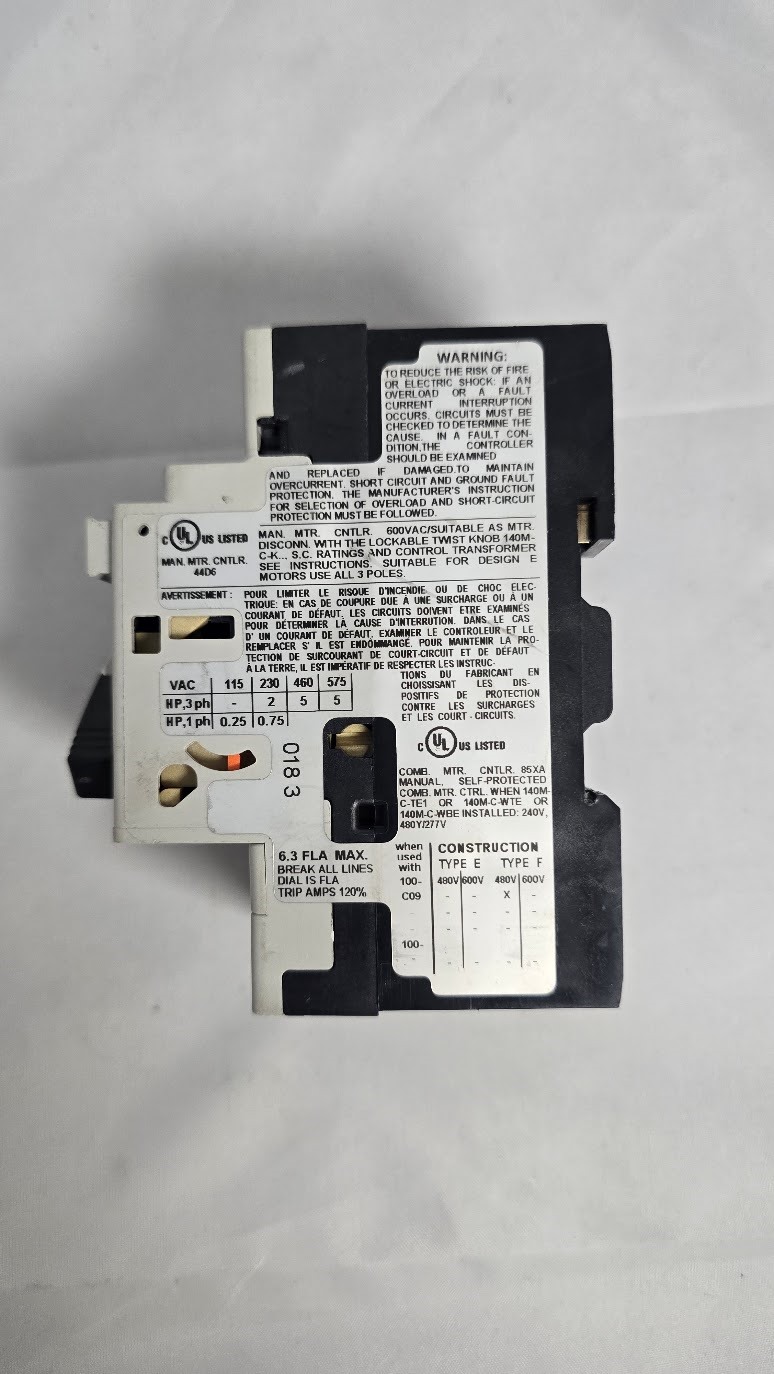 WARNING:
TO REDUCE THE RISK OF FIRE
OR ELECTRIC SHOCK: IF AN
OVERLOAD OR A FAULT
CURRENT INTERRUPTION
OCCURS, CIRCUITS MUST BE
CHECKED TO DETERMINE THE
CAUSE. IN A FAULT CON-
DITION,THE CONTROLLER
SHOULD BE EXAMINED
AND REPLACED IF DAMAGED.TO MAINTAIN
OVERCURRENT, SHORT CIRCUIT AND GROUND FAULT
PROTECTION, THE MANUFACTURER'S INSTRUCTION
FOR SELECTION OF OVERLOAD AND SHORT-CIRCUIT
PROTECTION MUST BE FOLLOWED.
C UL US LISTED
MAN. MTR. CNTLR.
44D6
MAN. MTR. CNTLR. 600VAC/SUITABLE AS MTR.
DISCONN. WITH THE LOCKABLE TWIST KNOB 140M-
C-K.., S.C. RATINGS AND CONTROL TRANSFORMER
SEE INSTRUCTIONS. SUITABLE FOR DESIGN E
MOTORS USE ALL 3 POLES.
AVERTISSEMENT : POUR LIMITER LE RISQUE D'INCENDIE OU DE CHOC ELEC-
TRIQUE: EN CAS DE COUPURE DUE À UNE SURCHARGE OU À UN
COURANT DE DÉFAUT, LES CIRCUITS DOIVENT ETRE EXAMINÉS
POUR DÉTERMINER LÀ CAUSE D'INTERRUTION. DANS LE CAS
D' UN COURANT DE DÉFAUT, EXAMINER LE CONTROLEUR ET LE
REMPLACER S' IL EST ENDOMMANGÉ. POUR MAINTENIR LA PRO-
TECTION DE SURCOURANT DE COURT-CIRCUIT ET DE DÉFAUT
À LA TERRE, IL EST IMPÉRATIF DE RESPECTER LES INSTRUC-
TIONS DU FABRICANT EN
CHOISISSANT LES DIS-
POSITIFS DE PROTECTION
CONTRE LES SURCHARGES
ET LES COURT - CIRCUITS.
VAC 115 230 460 575
HP,3 ph - 2 5 5
HP,1 ph 0.25 0.75
018 3
C UL US LISTED
COMB. MTR. CNTLR. 85XA
MANUAL, SELF-PROTECTED
COMB. MTR. CTRL. WHEN 140M-
C-TE1 OR 140M-C-WTE OR
140M-C-WBE INSTALLED: 240V,
480Y/277V
6.3 FLA MAX.
BREAK ALL LINES
DIAL IS FLA
TRIP AMPS 120%
when used with CONSTRUCTION
TYPE E TYPE F
100- 480V 600V 480V 600V
C09 - - X -
- - - - -
- - - - -
100- - - - -
- - - - -